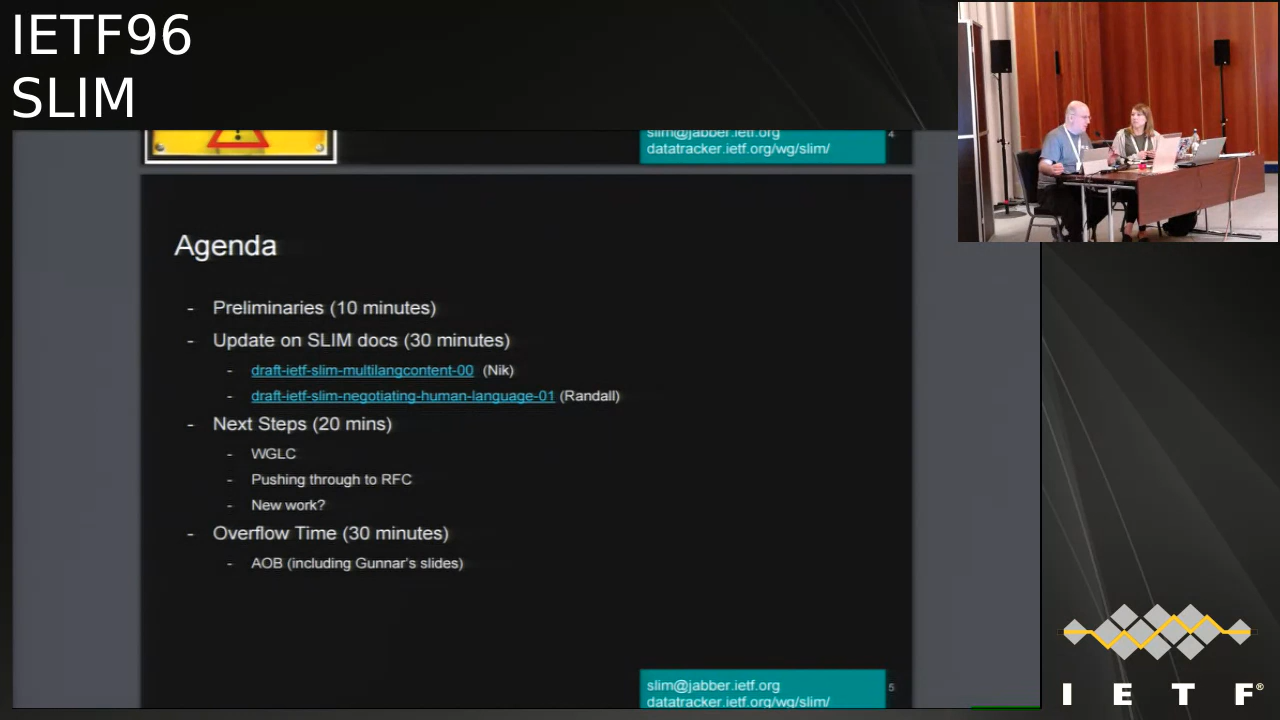 IETF96
SLIM
slim@jabber.ietf.org
4
datatracker.ietf.org/wg/slim/
Agenda
- Preliminaries (10 minutes)
- Update on SLIM docs (30 minutes)
- draft-ietf-slim-multilangcontent-00 (Nik)
- draft-ietf-slim-negotiating-human-language-01 (Randall)
- Next Steps (20 mins)
- WGLC
- Pushing through to RFC
- New work?
- Overflow Time (30 minutes)
- AOB (including Gunnar's slides)
slim@jabber.ietf.org
5
datatracker.ietf.org/wg/slim/
I E T F®